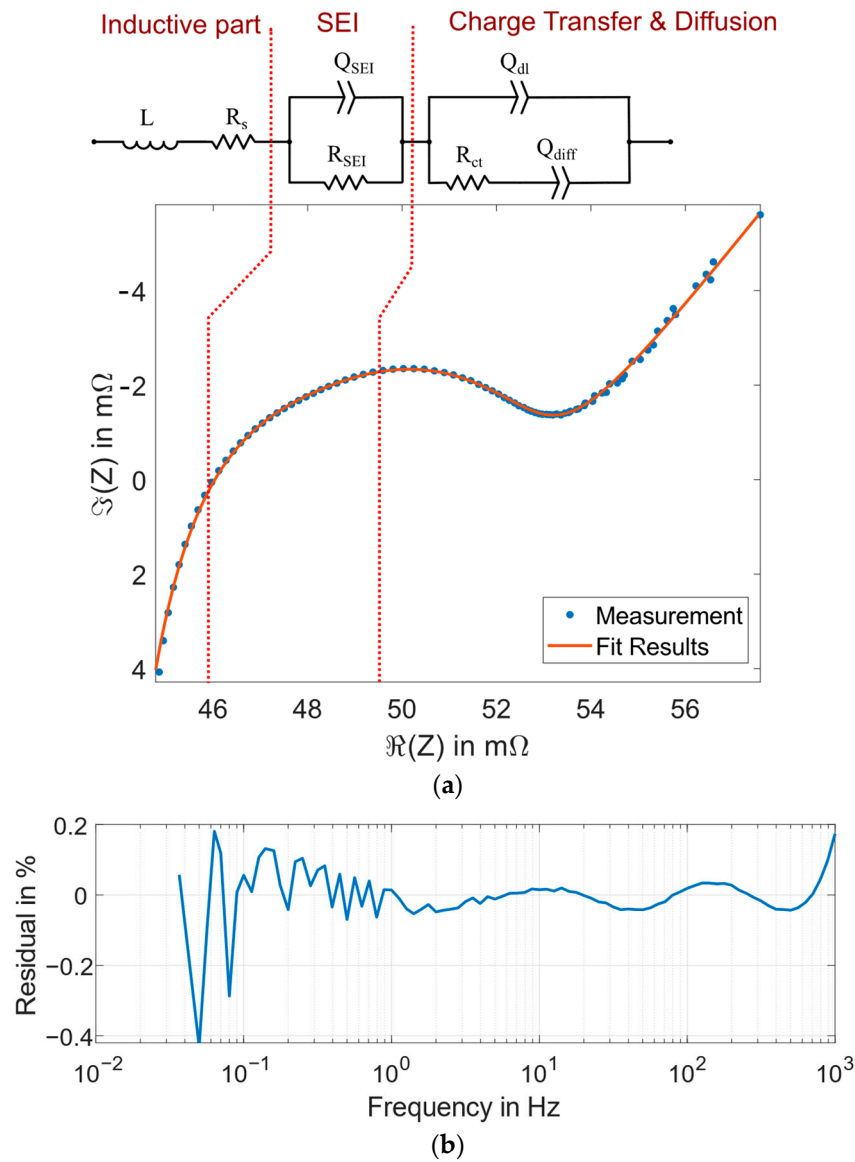 Inductive part SEI Charge Transfer & Diffusion
Q_SEI Q_dl
L R_s
R_SEI R_ct Q_diff
-4
-2
0
2
4
ℑ(Z) in mΩ
Measurement
Fit Results
46 48 50 52 54 56
ℜ(Z) in mΩ
(a)
0.2
0
-0.2
-0.4
Residual in %
10^-2 10^-1 10^0 10^1 10^2 10^3
Frequency in Hz
(b)